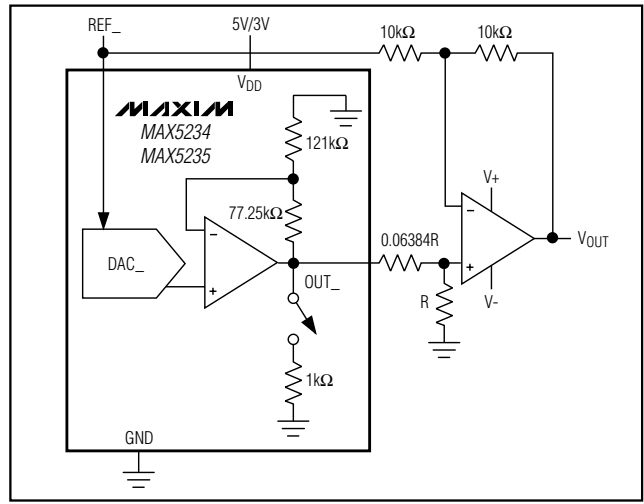 REF_
5V/3V
10kΩ
10kΩ
VDD
MAXIM
MAX5234
MAX5235
121kΩ
77.25kΩ
V+
0.06384R
−
−
DAC_
+
OUT_
+
VOUT
R
V-
1kΩ
GND